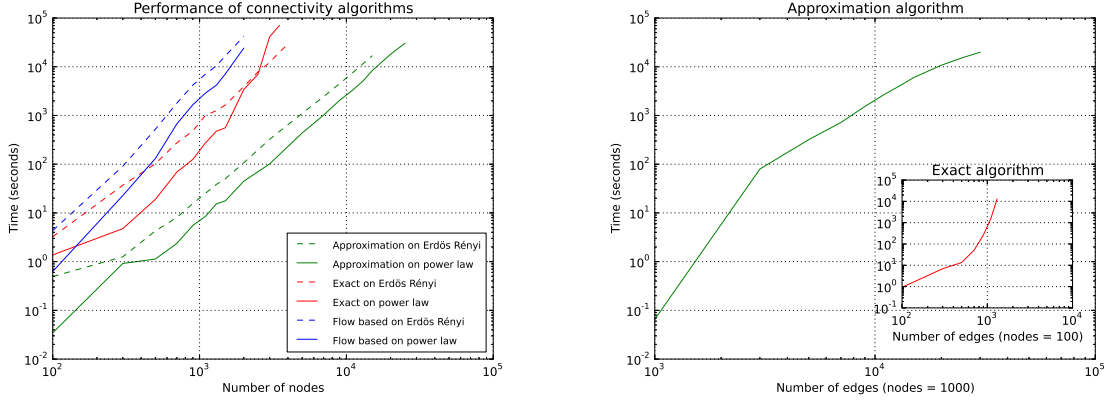 Performance of connectivity algorithms
10^5
10^4
10^3
10^2
10^1
10^0
10^-1
10^-2
Time (seconds)
Approximation on Erdös Rényi
Approximation on power law
Exact on Erdös Rényi
Exact on power law
Flow based on Erdös Rényi
Flow based on power law
10^2 10^3 10^4 10^5
Number of nodes
Approximation algorithm
10^5
10^4
10^3
10^2
10^1
10^0
10^-1
10^-2
Time (seconds)
Exact algorithm
10^5
10^4
10^3
10^2
10^1
10^0
10^-1
10^2 10^3 10^4
Number of edges (nodes = 100)
10^3 10^4 10^5
Number of edges (nodes = 1000)